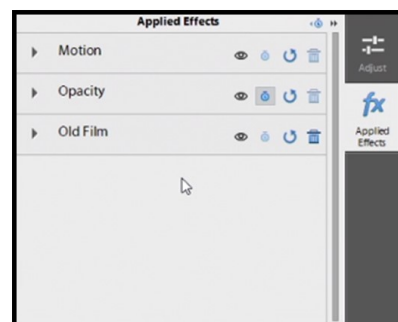 Applied Effects
Motion
Adjust
Opacity
fx
Applied
Effects
Old Film